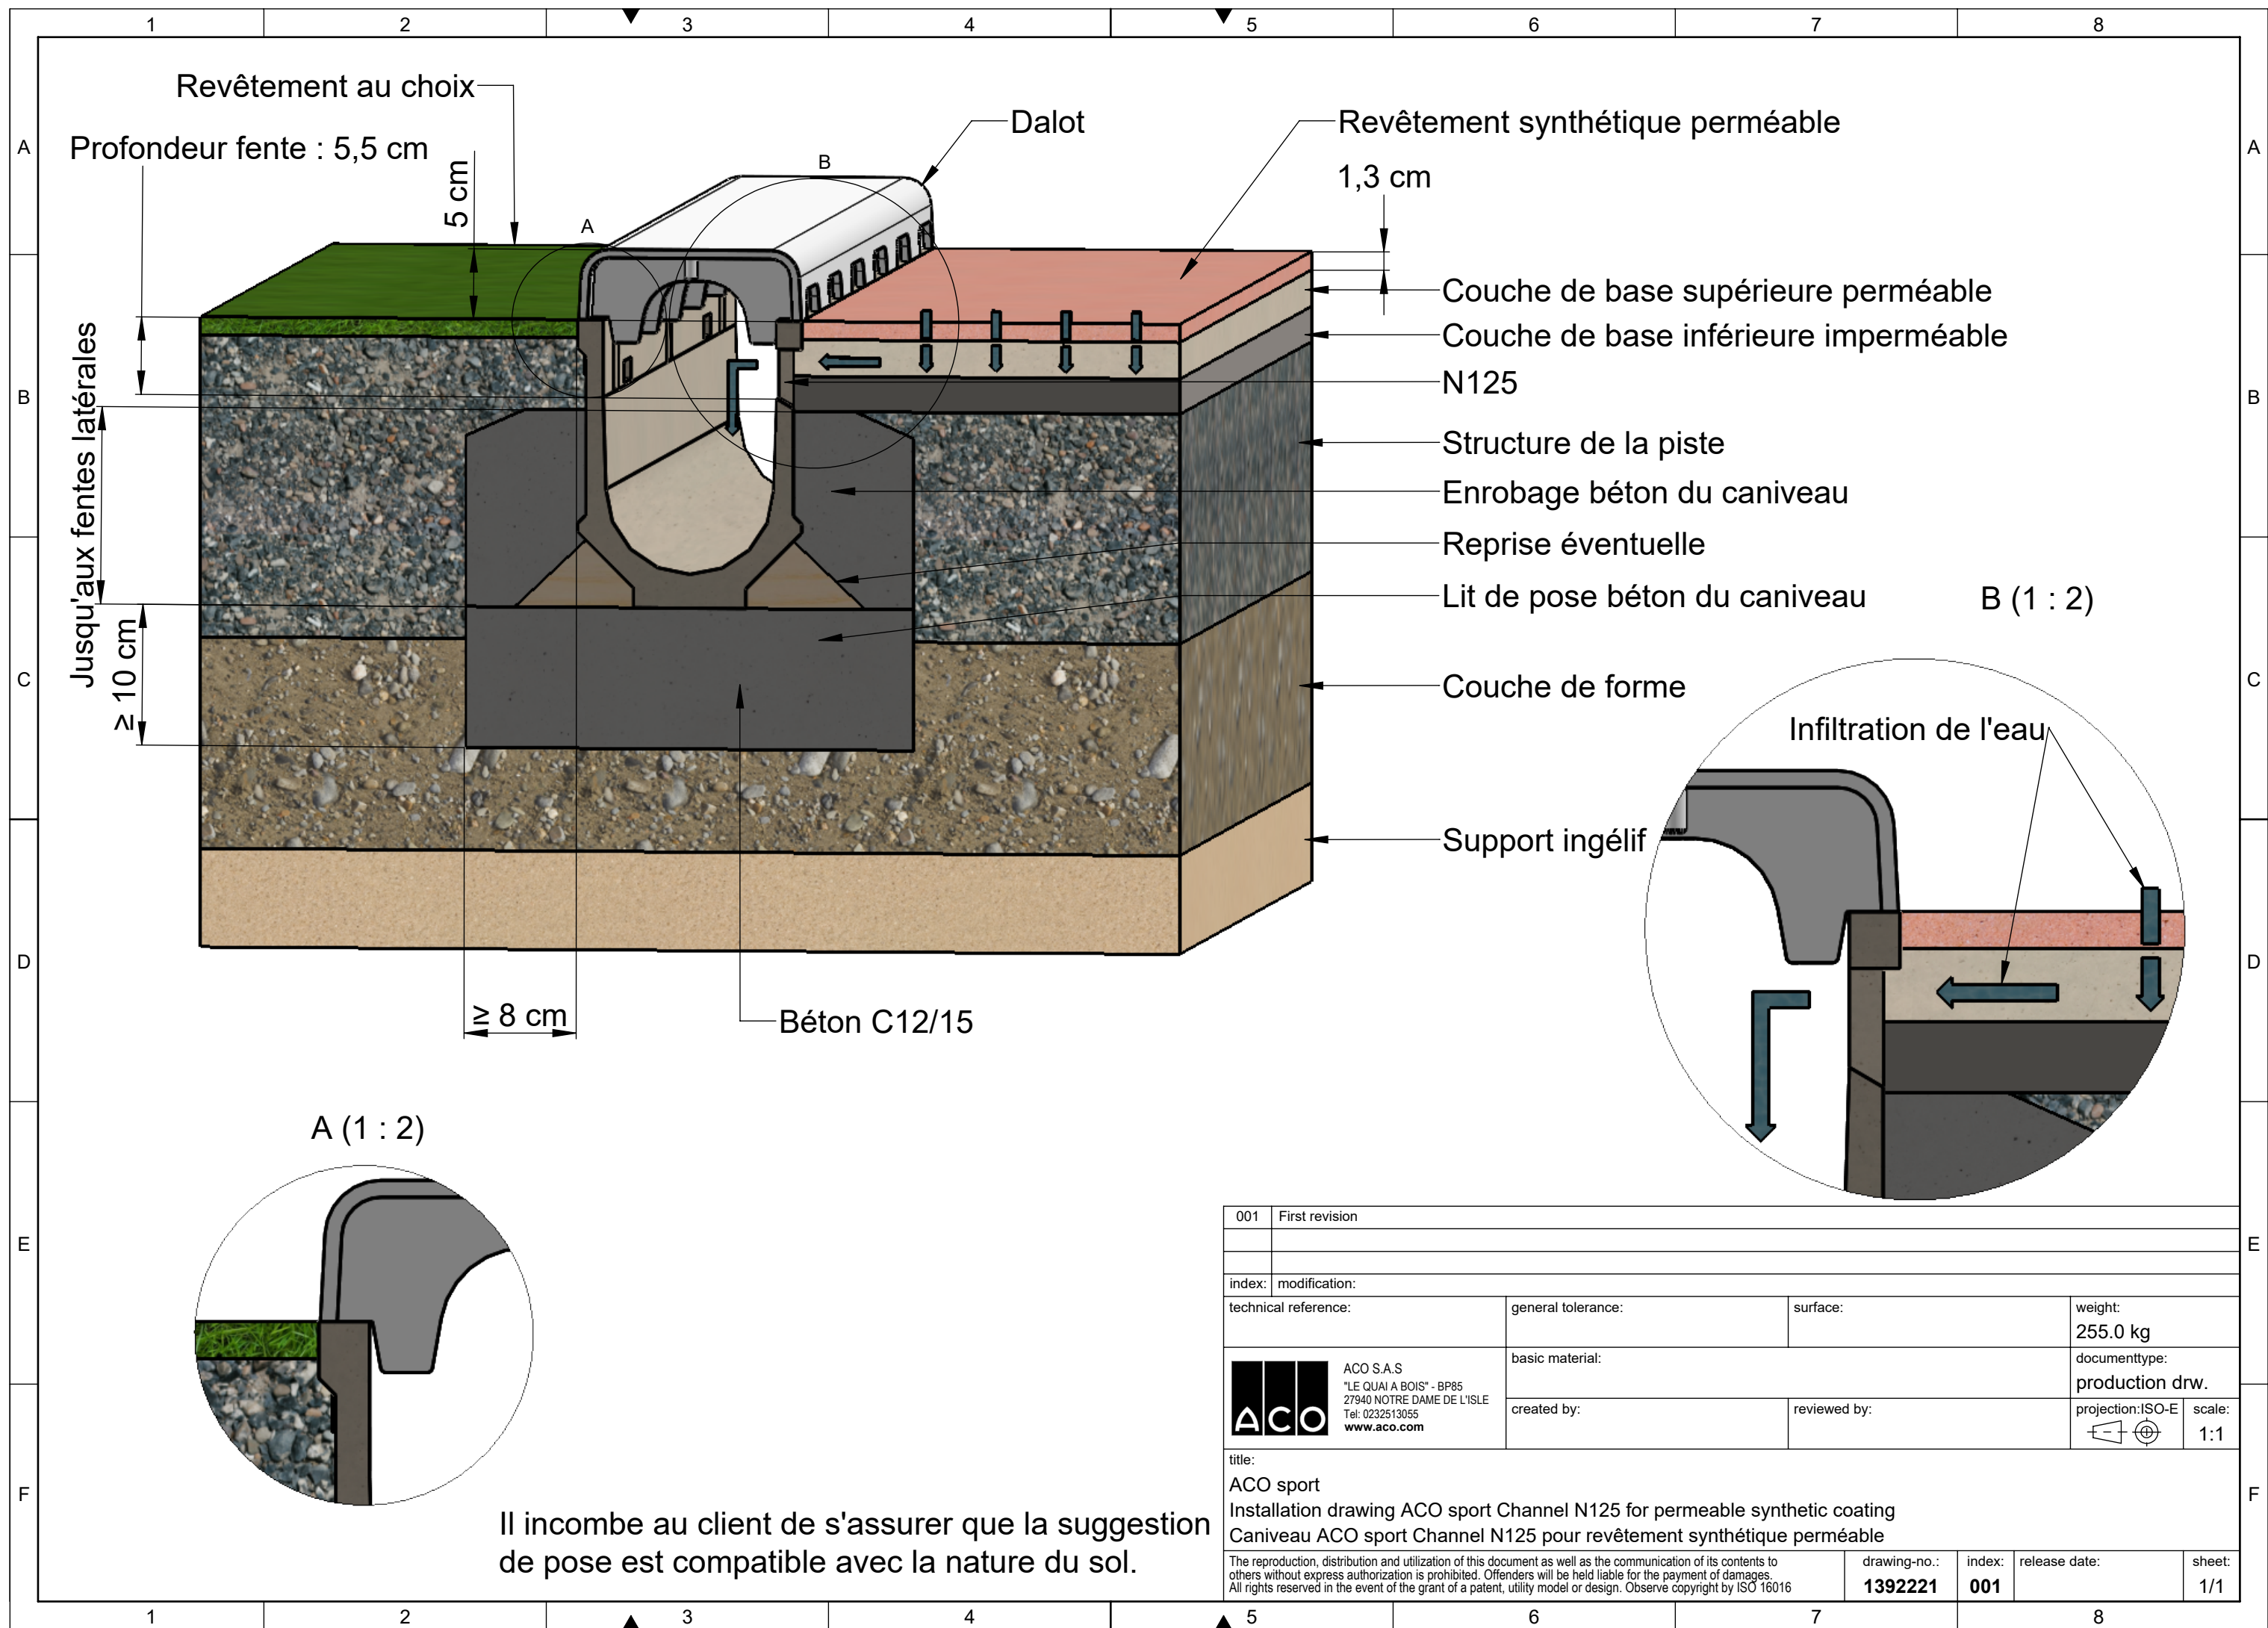 1 2 3 4 5 6 7 8
A
B
C
D
E
F
A
B
C
D
E
F
Revêtement au choix
Profondeur fente : 5,5 cm
5 cm
A
B
Dalot
Revêtement synthétique perméable
1,3 cm
Couche de base supérieure perméable
Couche de base inférieure imperméable
N125
Structure de la piste
Enrobage béton du caniveau
Reprise éventuelle
Lit de pose béton du caniveau
Couche de forme
Support ingélif
Jusqu'aux fentes latérales
≥ 10 cm
≥ 8 cm
Béton C12/15
B (1 : 2)
Infiltration de l'eau
A (1 : 2)
Il incombe au client de s'assurer que la suggestion
de pose est compatible avec la nature du sol.
001 First revision
index: modification:
technical reference: general tolerance: surface: weight:
255.0 kg
ACO
ACO S.A.S
"LE QUAI A BOIS" - BP85
27940 NOTRE DAME DE L'ISLE
Tel: 0232513055
www.aco.com
basic material: documenttype:
production drw.
created by: reviewed by: projection:ISO-E scale:
1:1
title:
ACO sport
Installation drawing ACO sport Channel N125 for permeable synthetic coating
Caniveau ACO sport Channel N125 pour revêtement synthétique perméable
The reproduction, distribution and utilization of this document as well as the communication of its contents to
others without express authorization is prohibited. Offenders will be held liable for the payment of damages.
All rights reserved in the event of the grant of a patent, utility model or design. Observe copyright by ISO 16016
drawing-no.: index: release date: sheet:
1392221 001 1/1
1 2 3 4 5 6 7 8